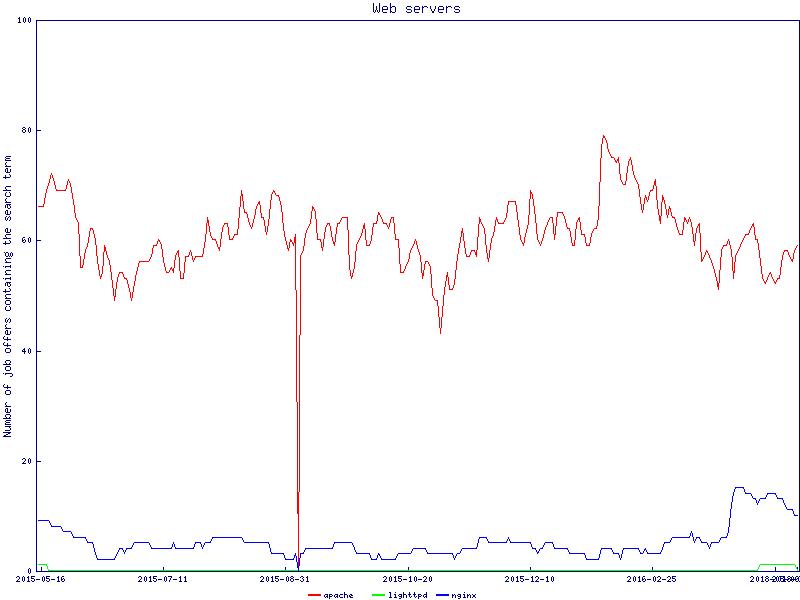 Web servers
Number of job offers containing the search term
100
80
60
40
20
0
2015-05-16 2015-07-11 2015-08-31 2015-10-20 2015-12-10 2016-02-25
apache lighttpd nginx